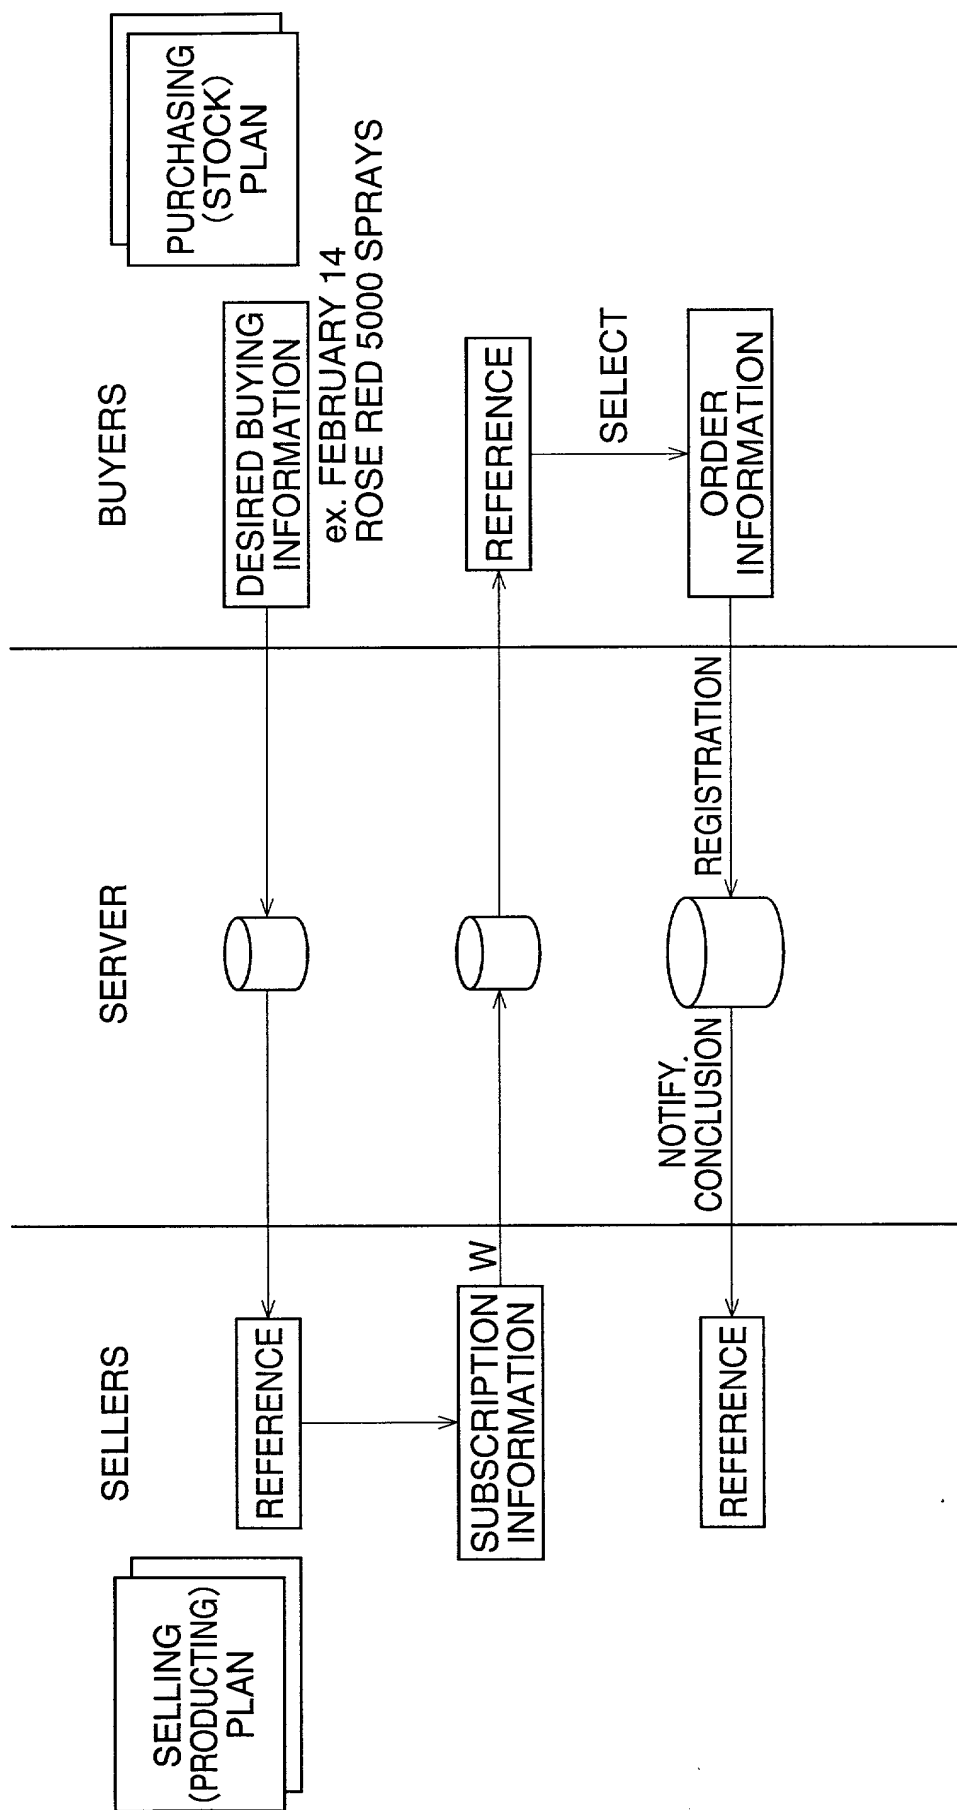 SELLERS
SERVER
BUYERS
SELLING
(PRODUCTING)
PLAN
PURCHASING
(STOCK)
PLAN
REFERENCE
DESIRED BUYING
INFORMATION
ex. FEBRUARY 14
ROSE RED 5000 SPRAYS
SUBSCRIPTION
INFORMATION
W
REFERENCE
SELECT
REFERENCE
NOTIFY.
CONCLUSION
REGISTRATION
ORDER
INFORMATION